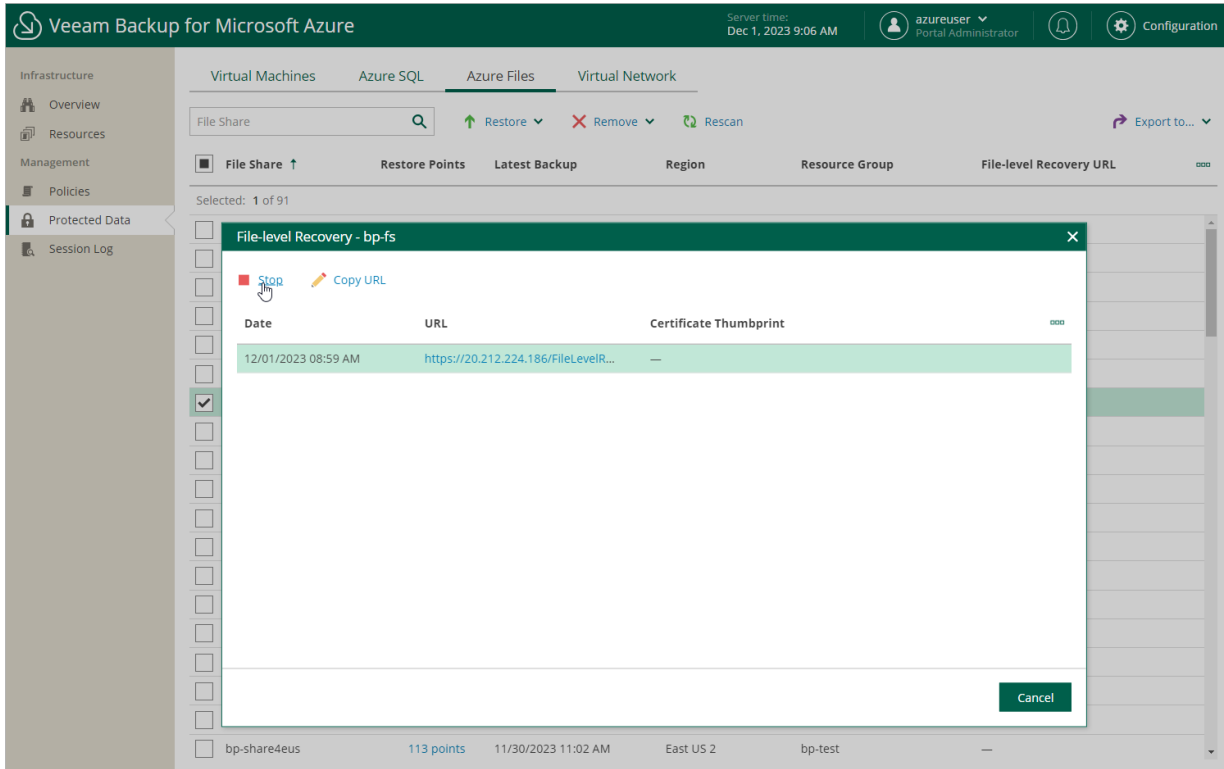 Veeam Backup for Microsoft Azure
Server time:
Dec 1, 2023 9:06 AM
azureuser
Portal Administrator
Configuration
Infrastructure
Overview
Resources
Management
Policies
Protected Data
Session Log
Virtual Machines Azure SQL Azure Files Virtual Network
File Share Restore Remove Rescan Export to...
File Share ↑ Restore Points Latest Backup Region Resource Group File-level Recovery URL
Selected: 1 of 91
File-level Recovery - bp-fs
Stop Copy URL
Date URL Certificate Thumbprint
12/01/2023 08:59 AM https://20.212.224.186/FileLevelR... —
Cancel
bp-share4eus 113 points 11/30/2023 11:02 AM East US 2 bp-test —